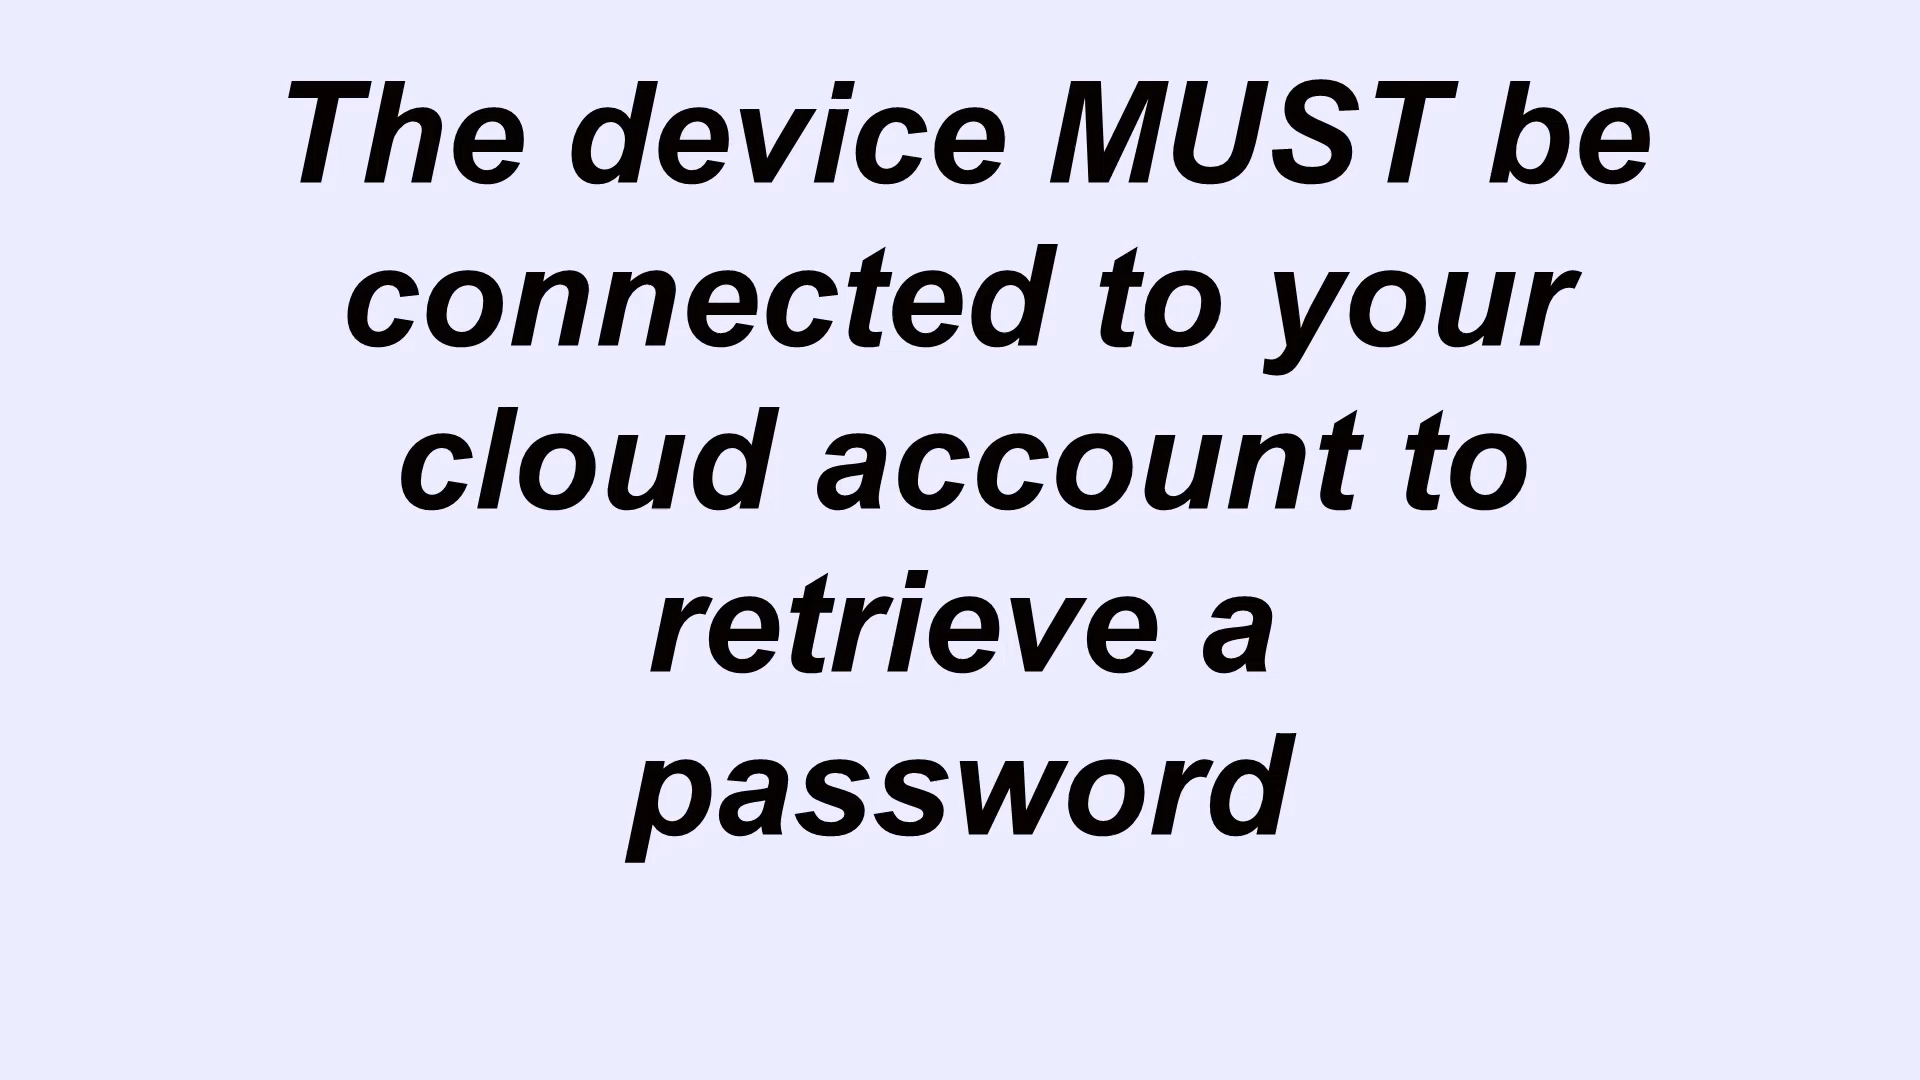 The device MUST be
connected to your
cloud account to
retrieve a
password